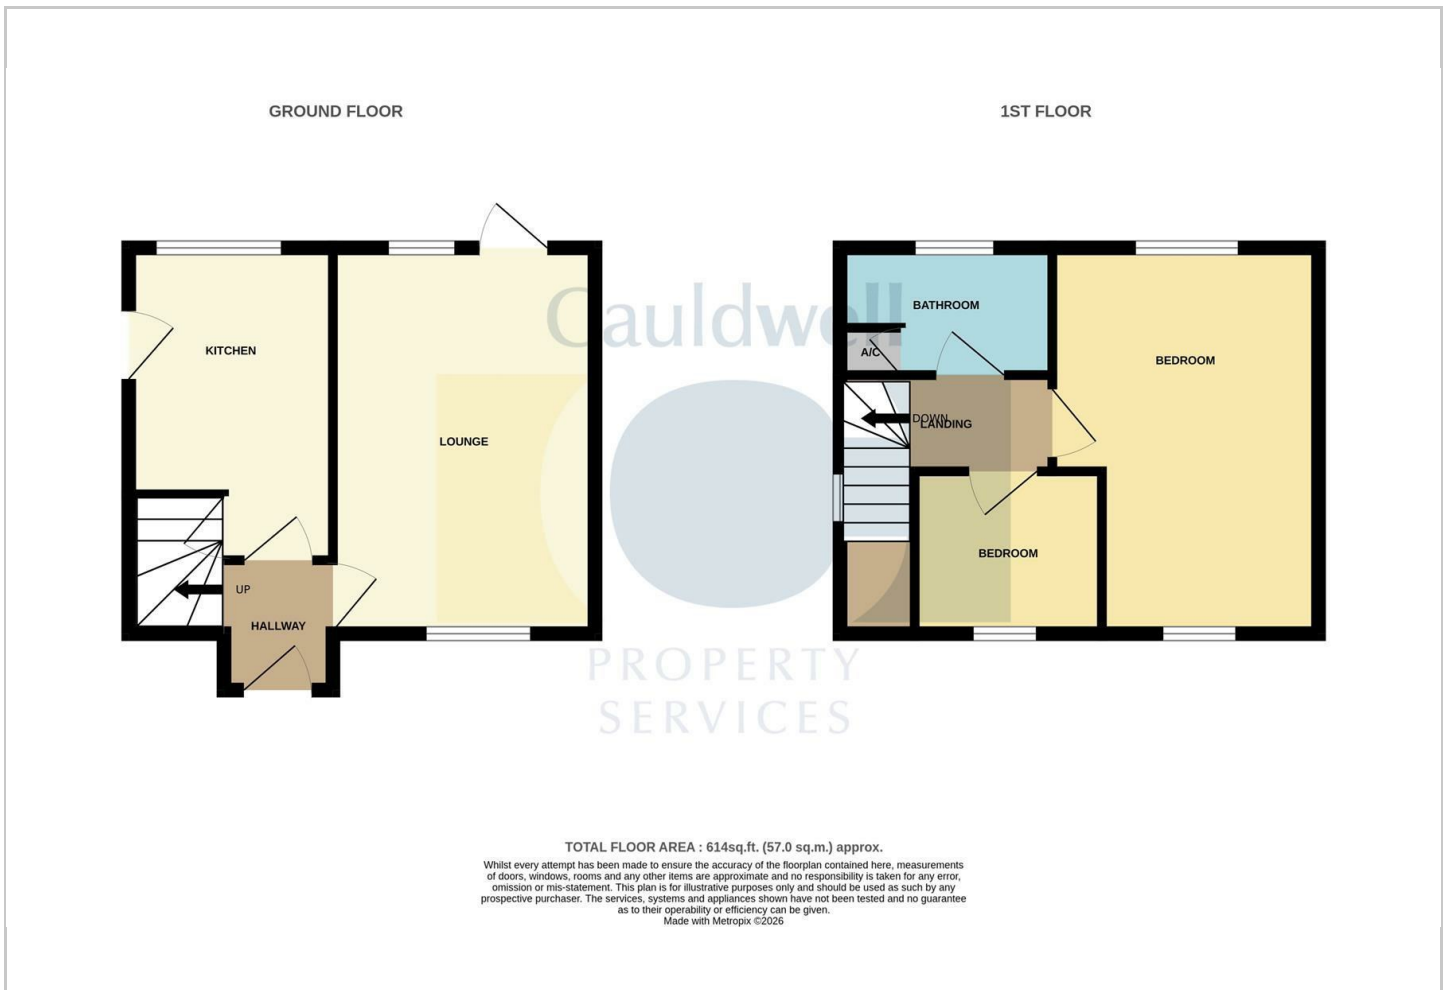 GROUND FLOOR
1ST FLOOR
KITCHEN
LOUNGE
UP
HALLWAY
BATHROOM
A/C
BEDROOM
DOWN
LANDING
BEDROOM
Cauldwell
PROPERTY
SERVICES
TOTAL FLOOR AREA : 614sq.ft. (57.0 sq.m.) approx.
Whilst every attempt has been made to ensure the accuracy of the floorplan contained here, measurements
of doors, windows, rooms and any other items are approximate and no responsibility is taken for any error,
omission or mis-statement. This plan is for illustrative purposes only and should be used as such by any
prospective purchaser. The services, systems and appliances shown have not been tested and no guarantee
as to their operability or efficiency can be given.
Made with Metropix ©2026